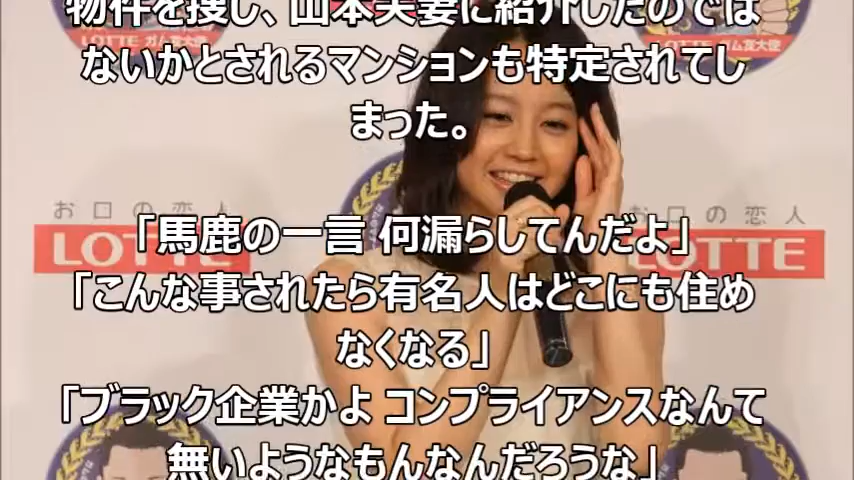 物件を捜し、山本夫妻に紹介したのでは
ないかとされるマンションも特定されてし
まった。
お口の恋人
LOTTE
お口の恋人
LOTTE
「馬鹿の一言 何漏らしてんだよ」
「こんな事されたら有名人はどこにも住め
なくなる」
「ブラック企業かよ コンプライアンスなんて
無いようなもんなんだろうな」